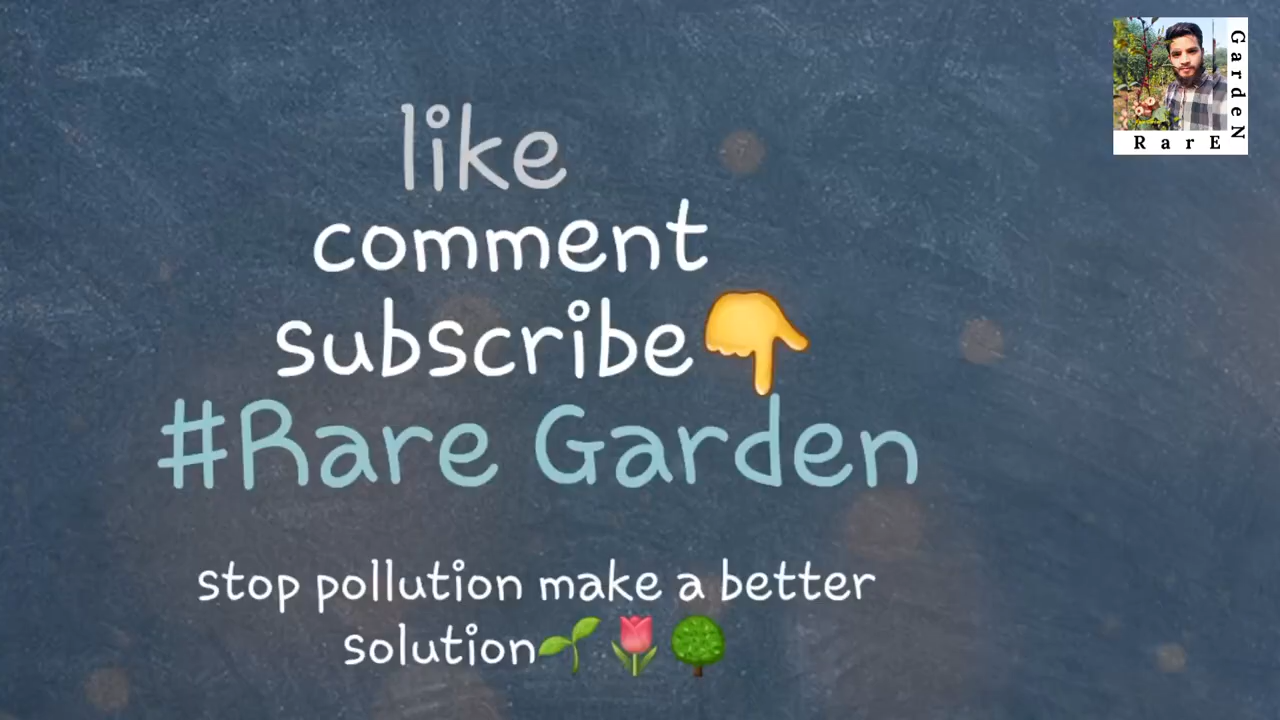 like
comment
subscribe👇
#Rare Garden
stop pollution make a better
solution🌱🌷🌳
GardeN
RarE